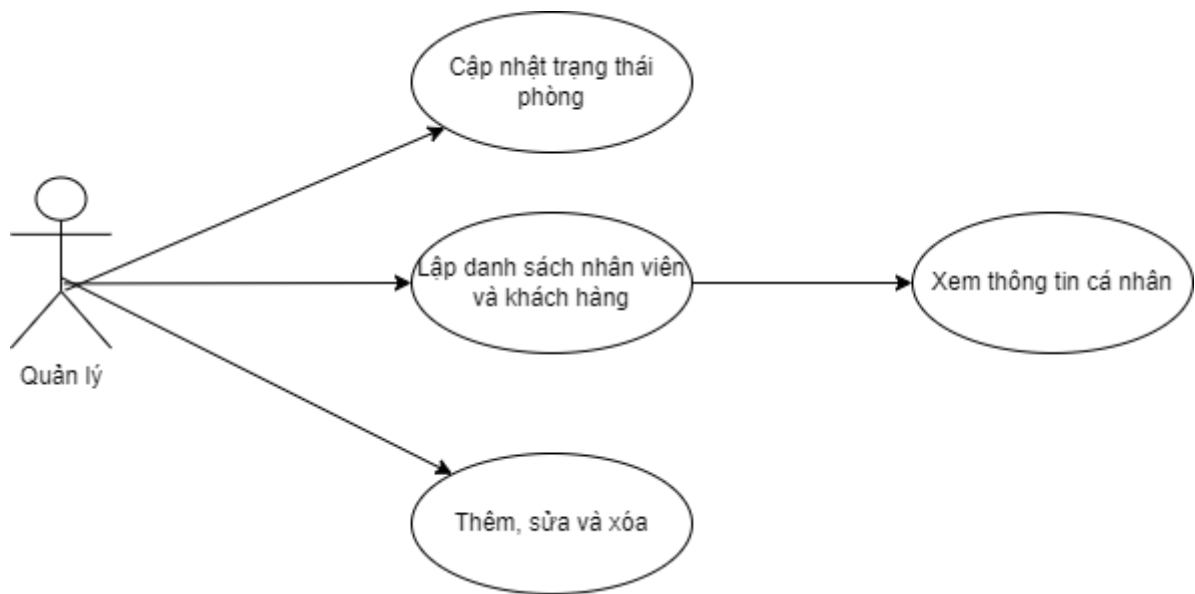 Cập nhật trạng thái
phòng
Quản lý
Lập danh sách nhân viên
và khách hàng
Xem thông tin cá nhân
Thêm, sửa và xóa